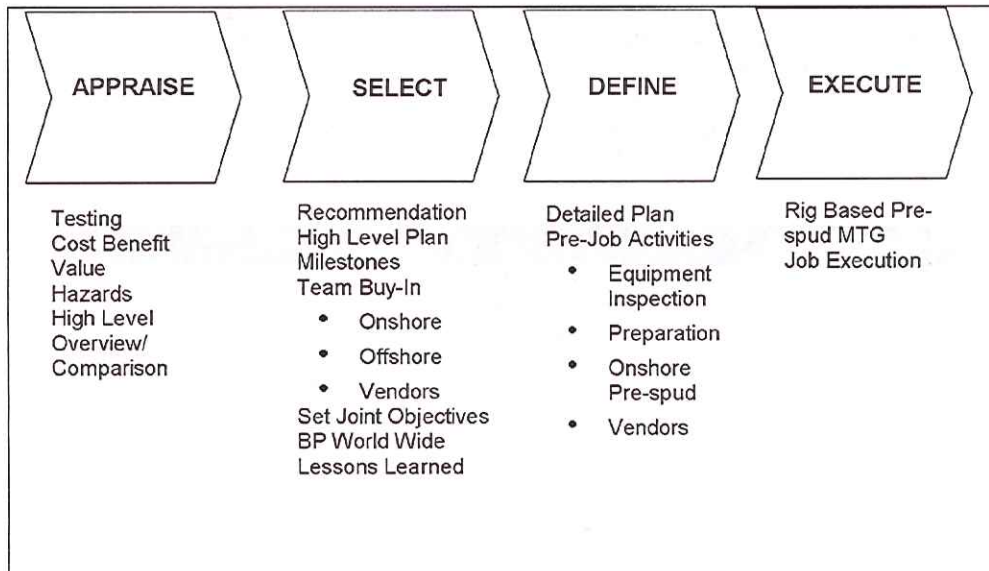 APPRAISE
Testing
Cost Benefit
Value
Hazards
High Level
Overview/
Comparison
SELECT
Recommendation
High Level Plan
Milestones
Team Buy-In
• Onshore
• Offshore
• Vendors
Set Joint Objectives
BP World Wide
Lessons Learned
DEFINE
Detailed Plan
Pre-Job Activities
• Equipment
Inspection
• Preparation
• Onshore
Pre-spud
• Vendors
EXECUTE
Rig Based Pre-
spud MTG
Job Execution